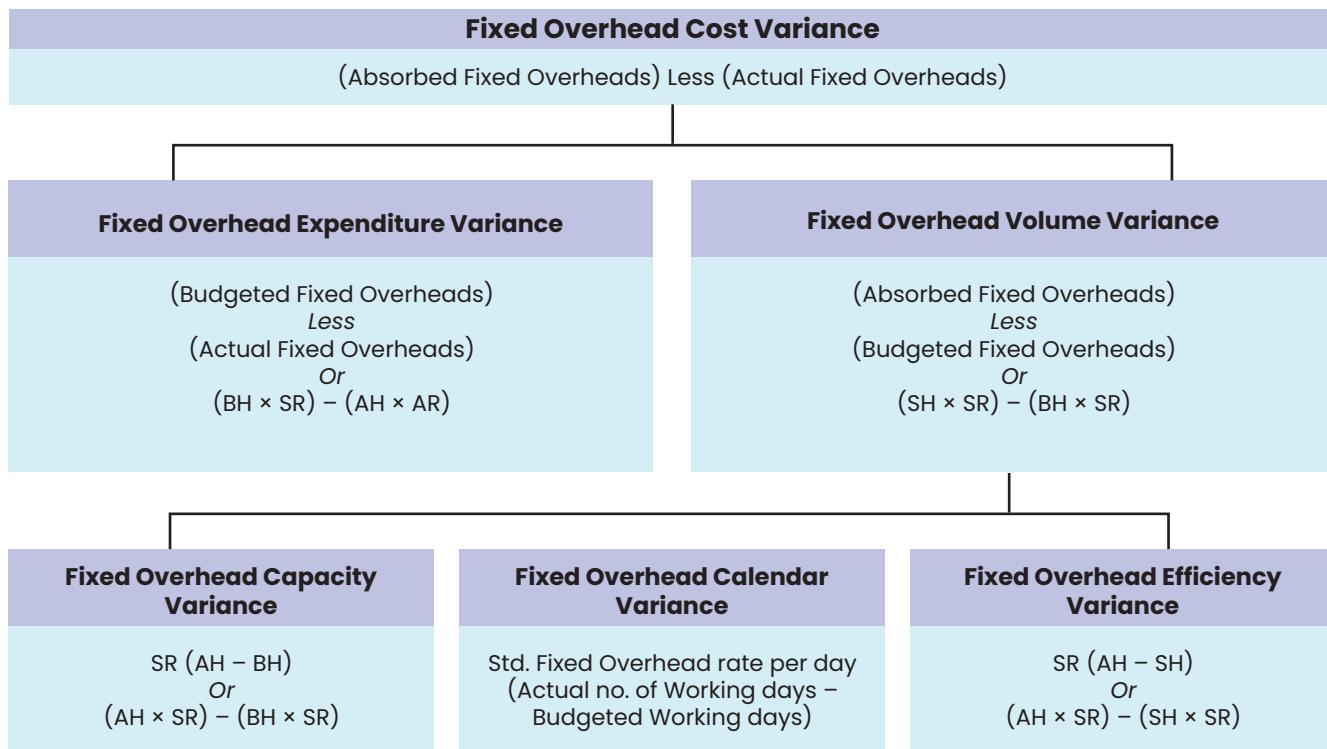 Fixed Overhead Cost Variance
(Absorbed Fixed Overheads) Less (Actual Fixed Overheads)
Fixed Overhead Expenditure Variance
(Budgeted Fixed Overheads)
Less
(Actual Fixed Overheads)
Or
(BH × SR) – (AH × AR)
Fixed Overhead Volume Variance
(Absorbed Fixed Overheads)
Less
(Budgeted Fixed Overheads)
Or
(SH × SR) – (BH × SR)
Fixed Overhead Capacity
Variance
SR (AH – BH)
Or
(AH × SR) – (BH × SR)
Fixed Overhead Calendar
Variance
Std. Fixed Overhead rate per day
(Actual no. of Working days –
Budgeted Working days)
Fixed Overhead Efficiency
Variance
SR (AH – SH)
Or
(AH × SR) – (SH × SR)